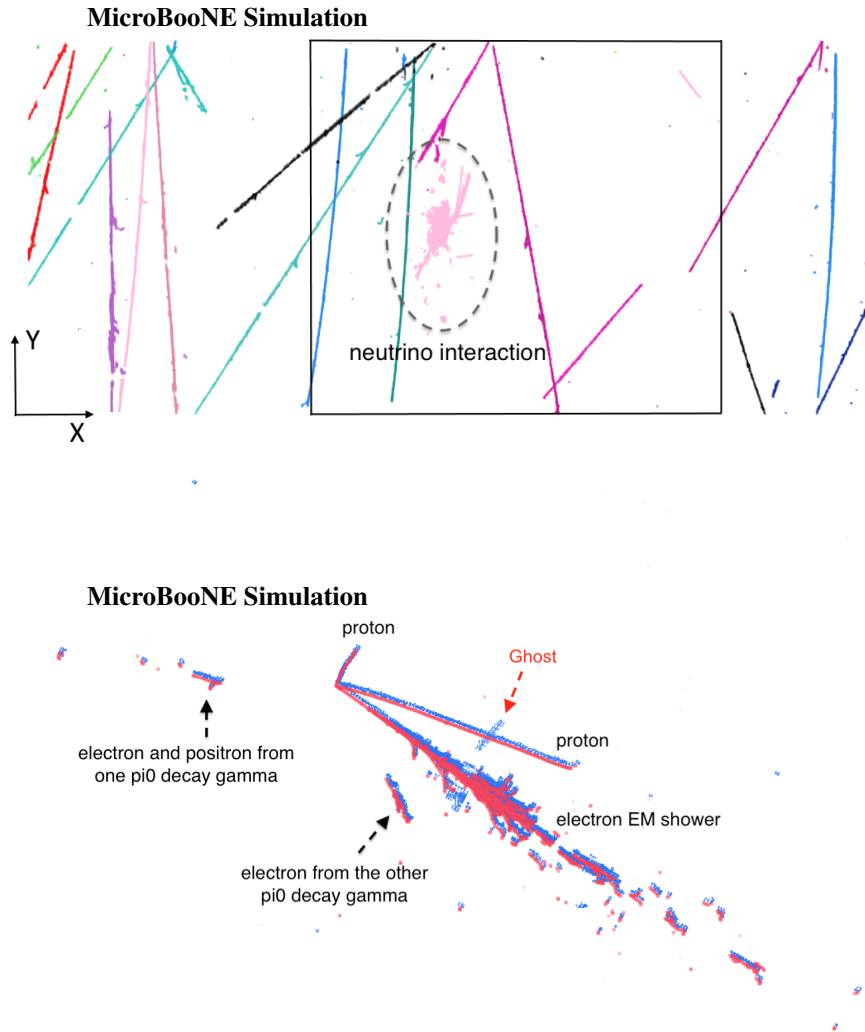 MicroBooNE Simulation
neutrino interaction
Y
X
MicroBooNE Simulation
proton
Ghost
proton
electron and positron from
one pi0 decay gamma
electron EM shower
electron from the other
pi0 decay gamma